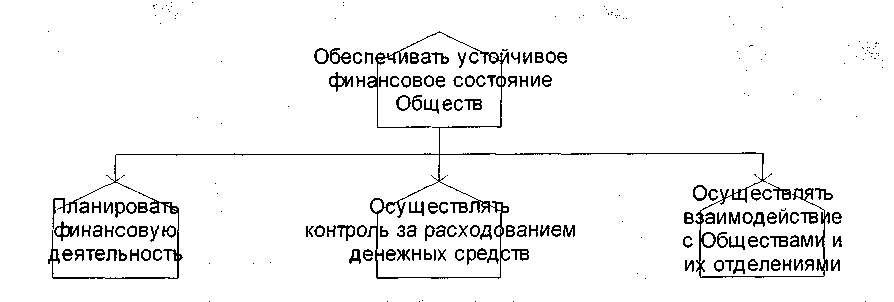 Обеспечивать устойчивое
финансовое состояние
Обществ
Планировать
финансовую
деятельность
Осуществлять
контроль за расходованием
денежных средств
Осуществлять
взаимодействие
с Обществами и
их отделениями